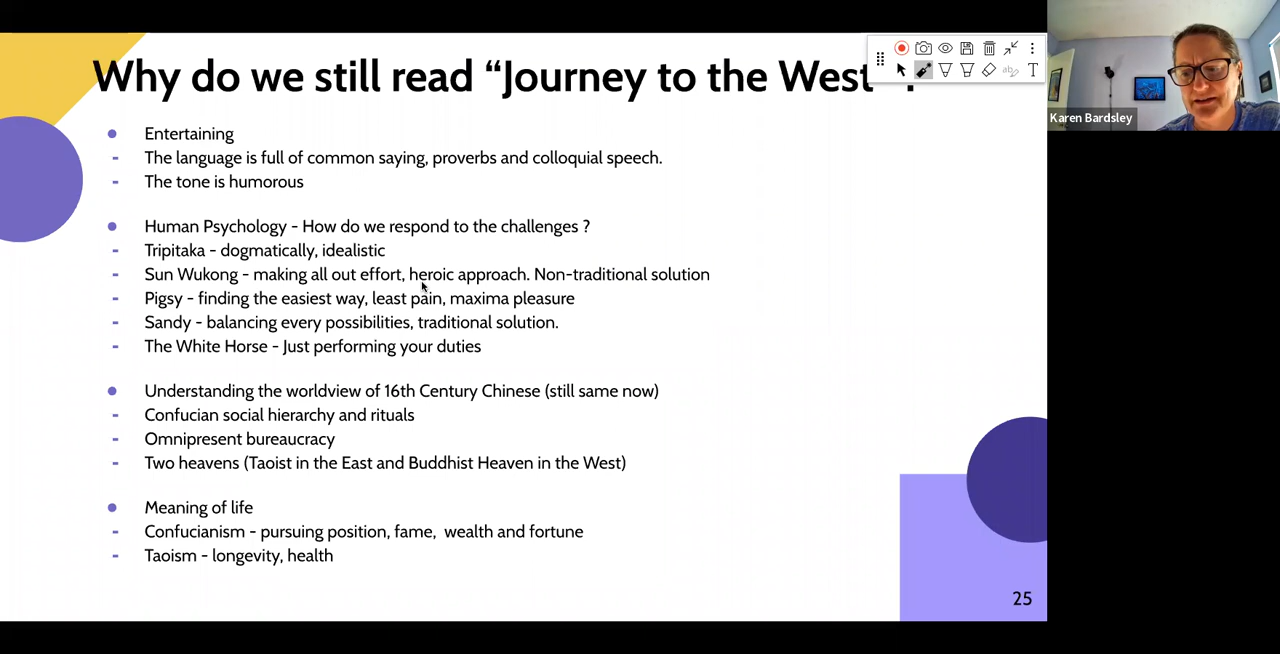 Why do we still read “Journey to the West” ?
Karen Bardsley
Entertaining
- The language is full of common saying, proverbs and colloquial speech.
- The tone is humorous
Human Psychology - How do we respond to the challenges ?
- Tripitaka - dogmatically, idealistic
- Sun Wukong - making all out effort, heroic approach. Non-traditional solution
- Pigsy - finding the easiest way, least pain, maxima pleasure
- Sandy - balancing every possibilities, traditional solution.
- The White Horse - Just performing your duties
Understanding the worldview of 16th Century Chinese (still same now)
- Confucian social hierarchy and rituals
- Omnipresent bureaucracy
- Two heavens (Taoist in the East and Buddhist Heaven in the West)
Meaning of life
- Confucianism - pursuing position, fame, wealth and fortune
- Taoism - longevity, health
25